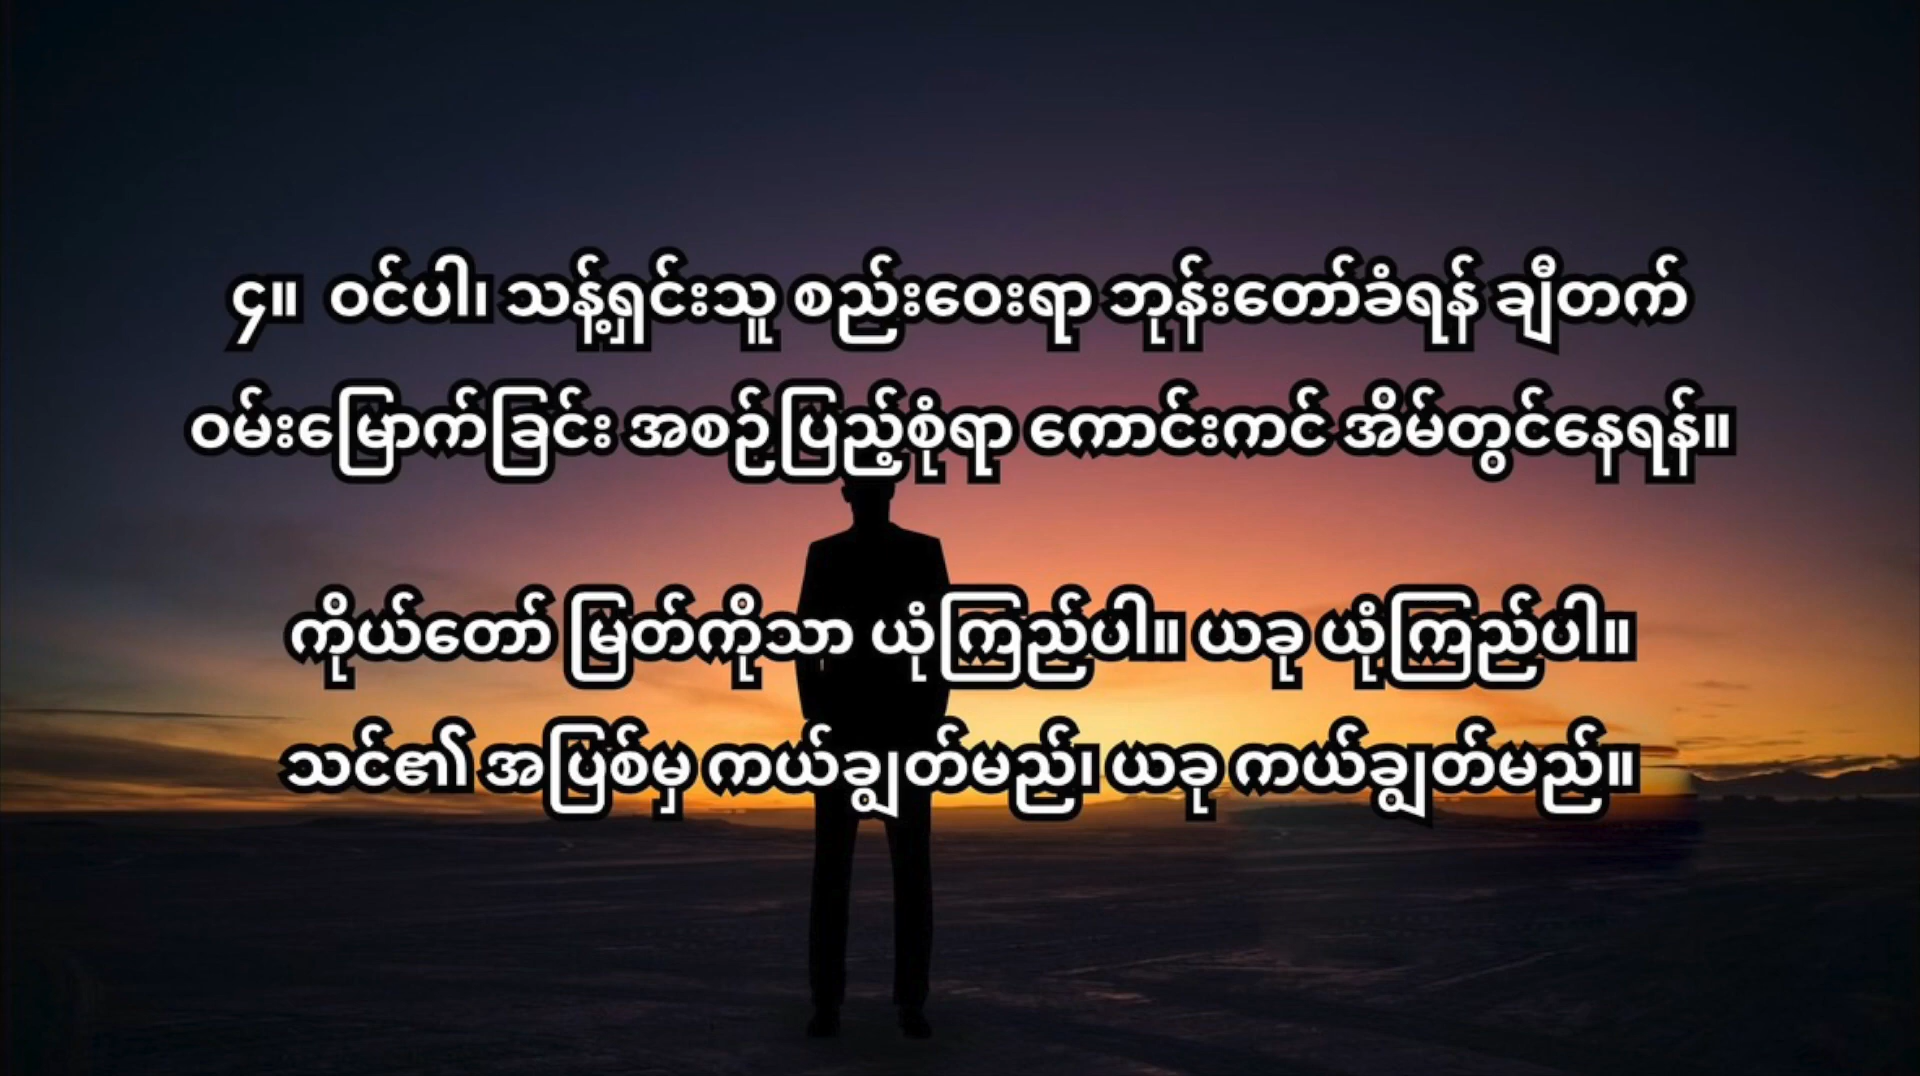 ၄။ ဝင်ပါ၊ သန့်ရှင်းသူ စည်းဝေးရာ ဘုန်းတော်ခံရန် ချီတက်
ဝမ်းမြောက်ခြင်း အစဉ်ပြည့်စုံရာ ကောင်းကင် အိမ်တွင်နေရန်။
ကိုယ်တော် မြတ်ကိုသာ ယုံကြည်ပါ။ ယခု ယုံကြည်ပါ။
သင်၏ အပြစ်မှ ကယ်ချွတ်မည်၊ ယခု ကယ်ချွတ်မည်။